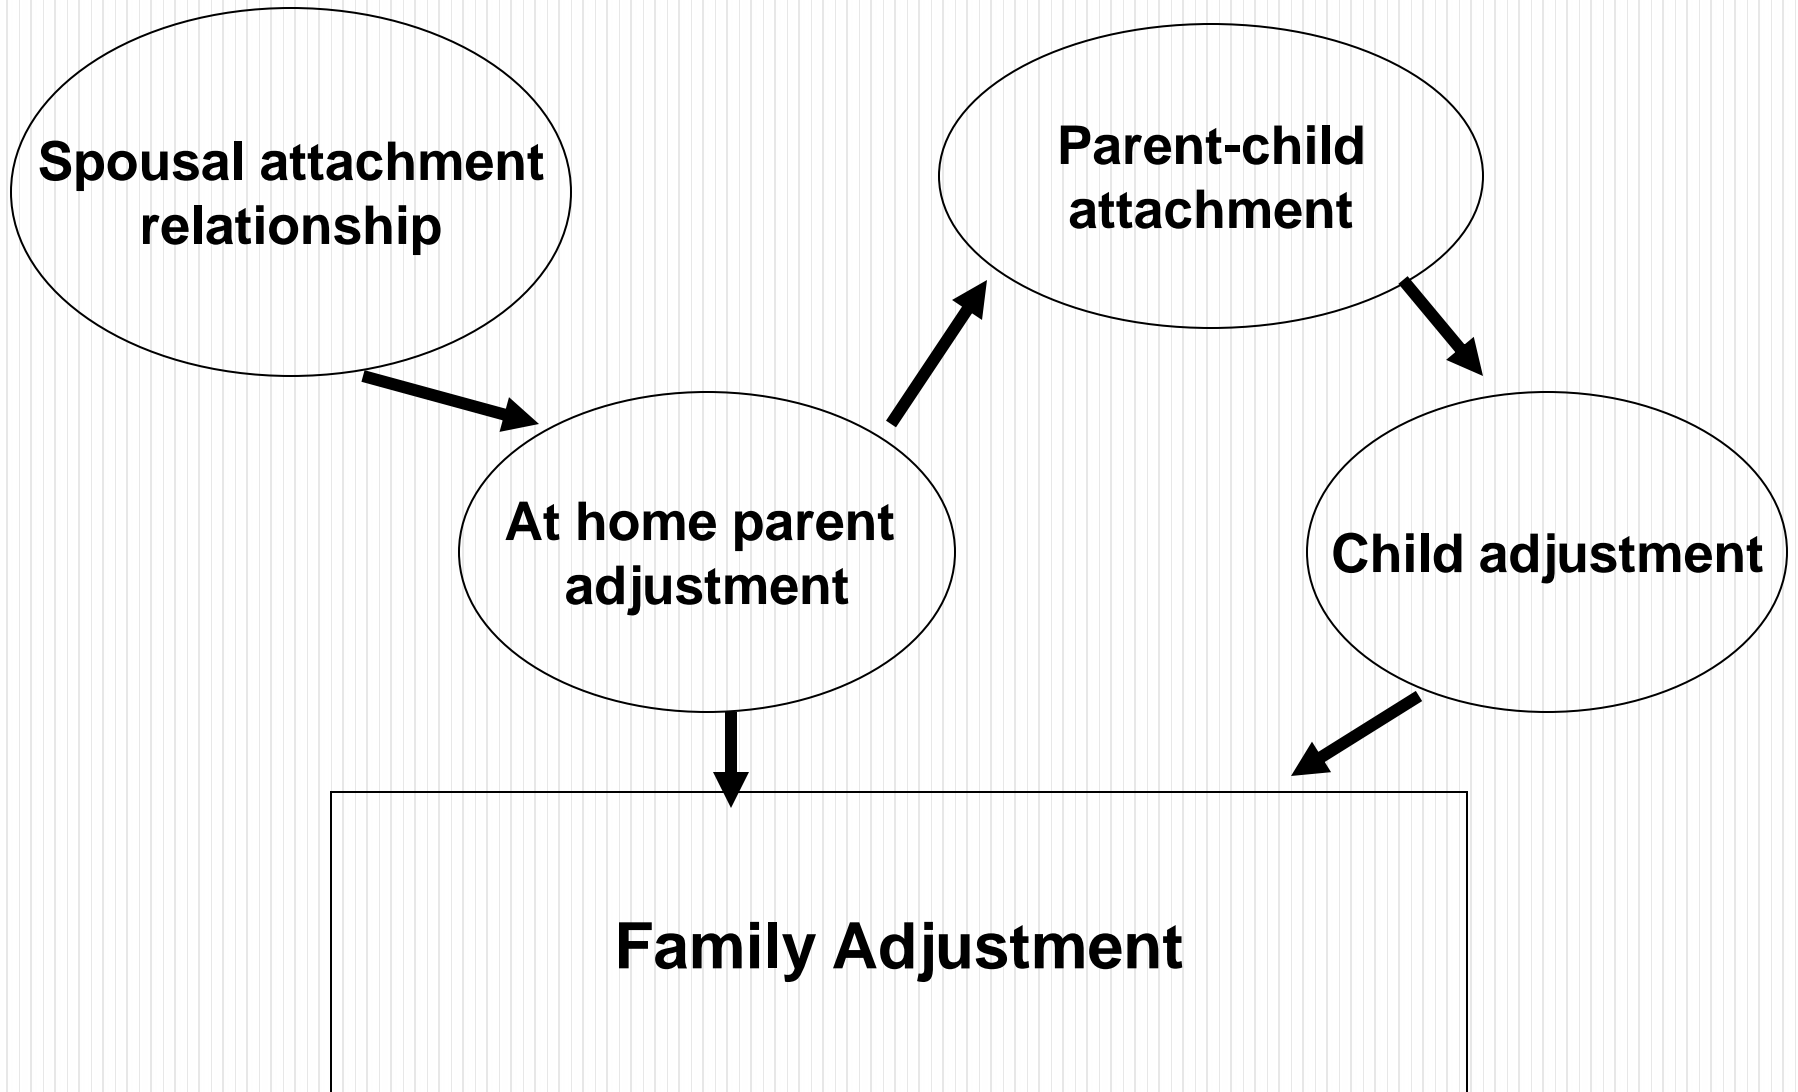 Spousal attachment
relationship
Parent-child
attachment
At home parent
adjustment
Child adjustment
Family Adjustment